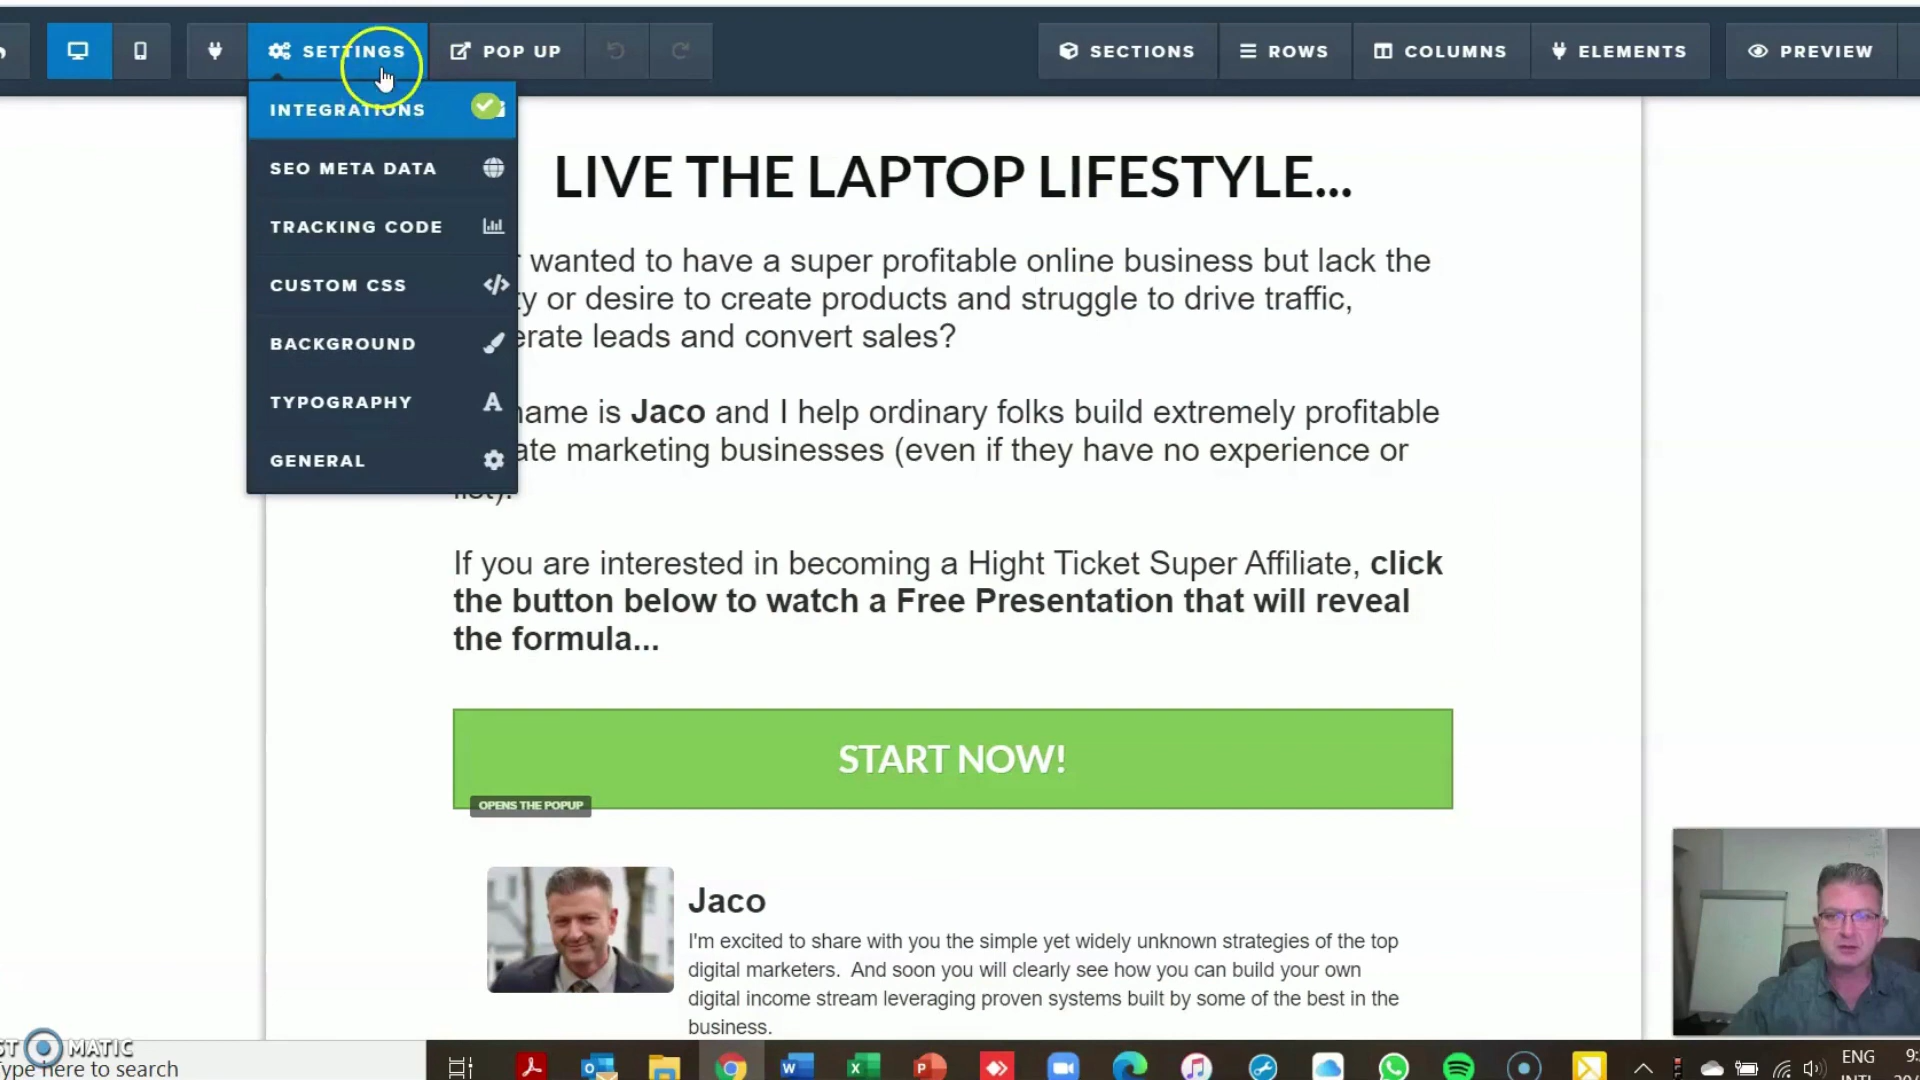 SETTINGS
POP UP
SECTIONS
ROWS
COLUMNS
ELEMENTS
PREVIEW
INTEGRATIONS
SEO META DATA
TRACKING CODE
CUSTOM CSS
BACKGROUND
TYPOGRAPHY
GENERAL
LIVE THE LAPTOP LIFESTYLE...
wanted to have a super profitable online business but lack the
or desire to create products and struggle to drive traffic,
erate leads and convert sales?
name is Jaco and I help ordinary folks build extremely profitable
ate marketing businesses (even if they have no experience or
list).
If you are interested in becoming a Hight Ticket Super Affiliate, click
the button below to watch a Free Presentation that will reveal
the formula...
START NOW!
OPENS THE POPUP
Jaco
I'm excited to share with you the simple yet widely unknown strategies of the top
digital marketers. And soon you will clearly see how you can build your own
digital income stream leveraging proven systems built by some of the best in the
business.
ST MATIC
ype here to search
ENG
INTL
9: